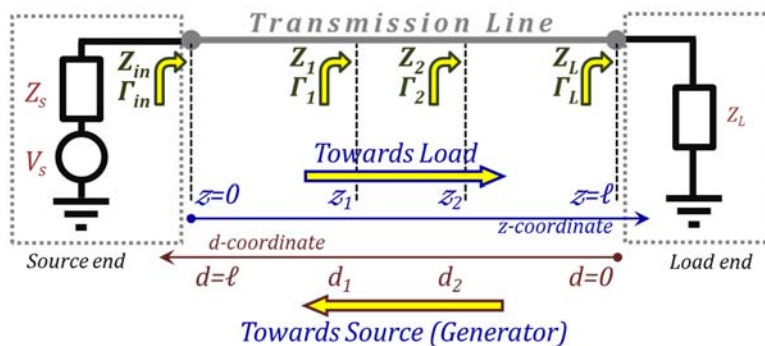 Transmission Line
Z_in Z_1 Z_2 Z_L
Γ_in Γ_1 Γ_2 Γ_L
Z_s
V_s
Z_L
Towards Load
z=0 z_1 z_2 z=ℓ
z-coordinate
d-coordinate
Source end
Load end
d=ℓ d_1 d_2 d=0
Towards Source (Generator)